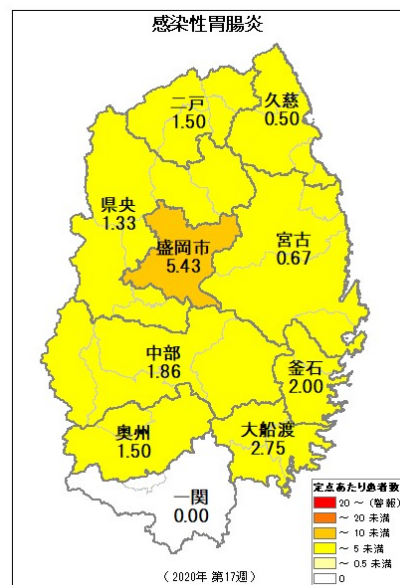 感染性胃腸炎
二戸
1.50
久慈
0.50
県央
1.33
盛岡市
5.43
宮古
0.67
中部
1.86
釜石
2.00
奥州
1.50
大船渡
2.75
一関
0.00
定点あたり患者数
20 ～ (警報)
～ 20 未満
～ 10 未満
～ 5 未満
～ 0.5 未満
0
( 2020年 第17週 )